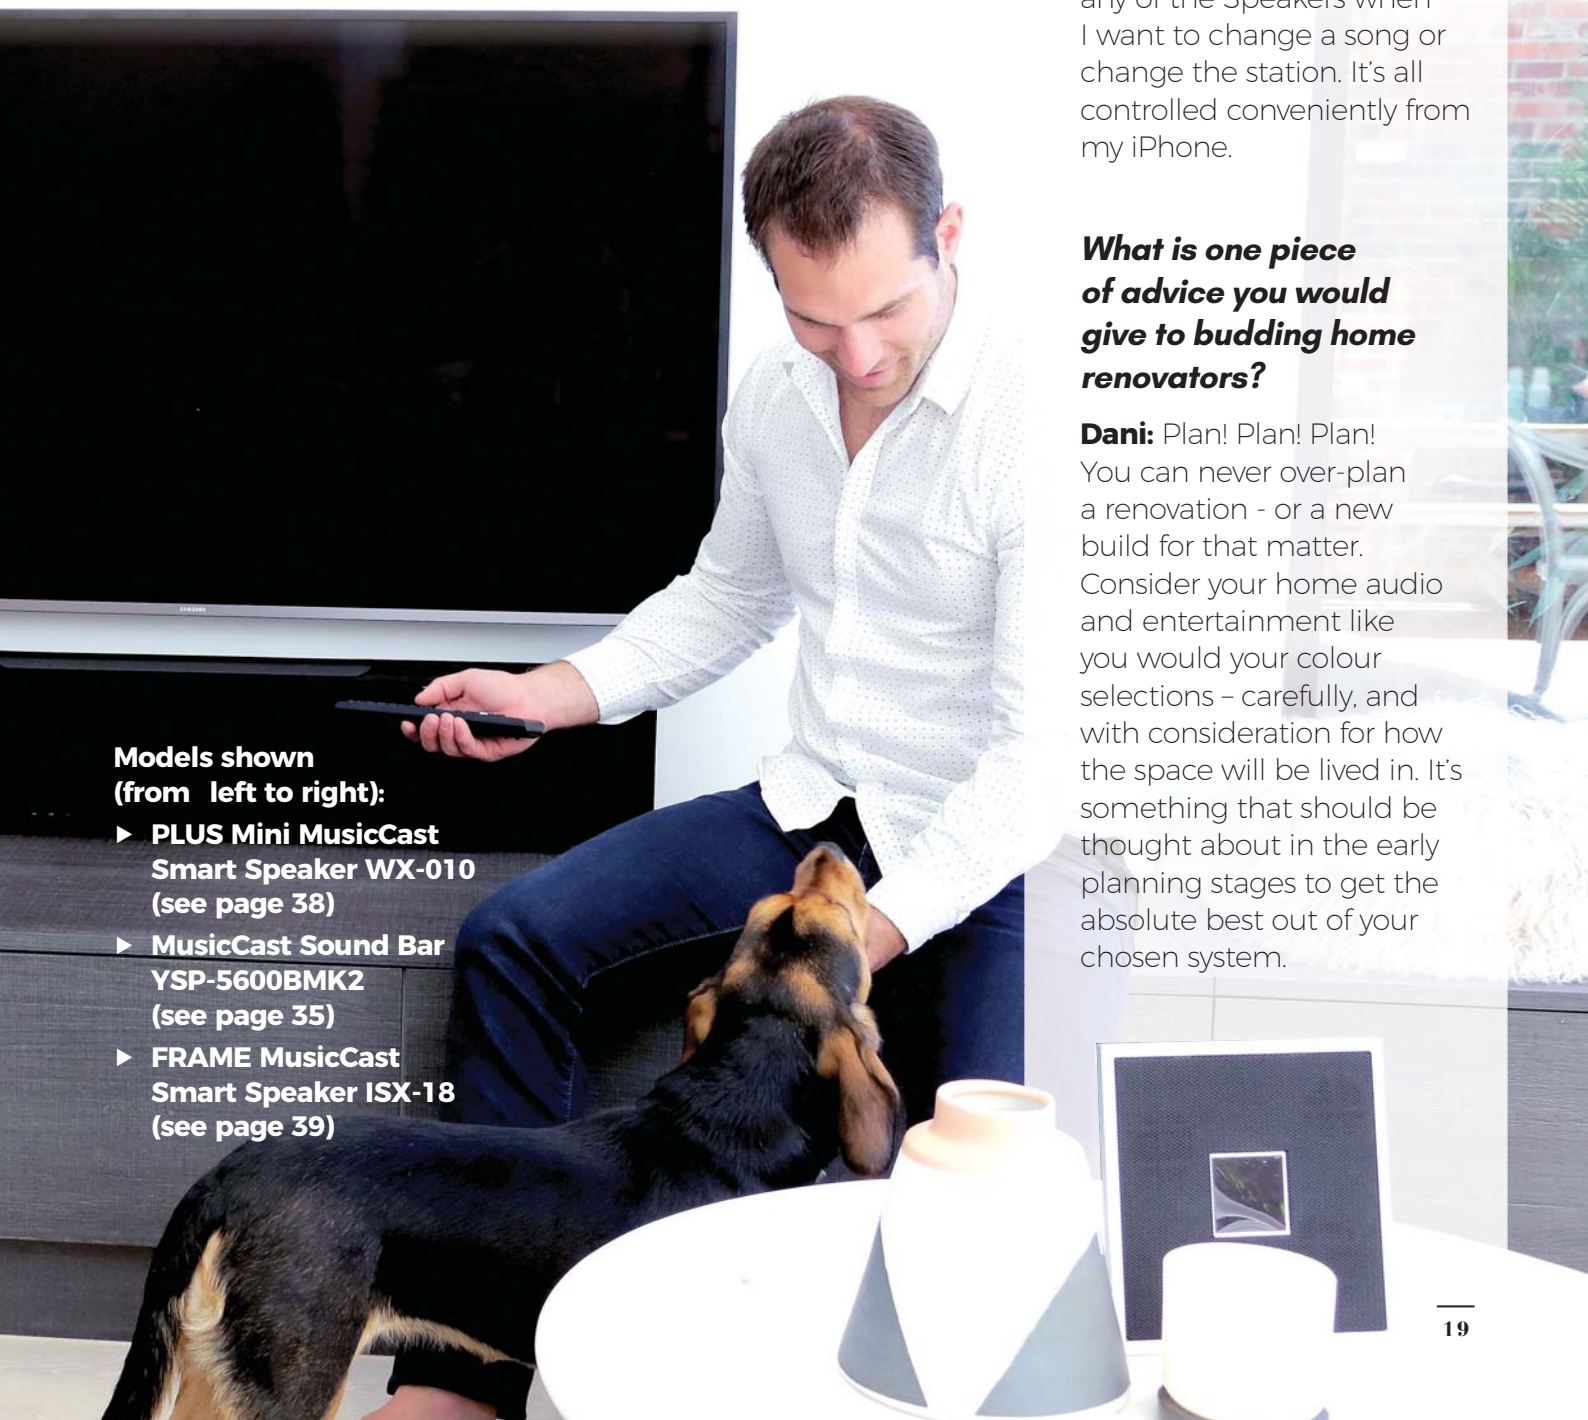 any of the Speakers when
I want to change a song or
change the station. It's all
controlled conveniently from
my iPhone.
What is one piece
of advice you would
give to budding home
renovators?
Dani: Plan! Plan! Plan!
You can never over-plan
a renovation - or a new
build for that matter.
Consider your home audio
and entertainment like
you would your colour
selections – carefully, and
with consideration for how
the space will be lived in. It's
something that should be
thought about in the early
planning stages to get the
absolute best out of your
chosen system.
SAMSUNG
Models shown
(from left to right):
▶ PLUS Mini MusicCast
Smart Speaker WX-010
(see page 38)
▶ MusicCast Sound Bar
YSP-5600BMK2
(see page 35)
▶ FRAME MusicCast
Smart Speaker ISX-18
(see page 39)
19